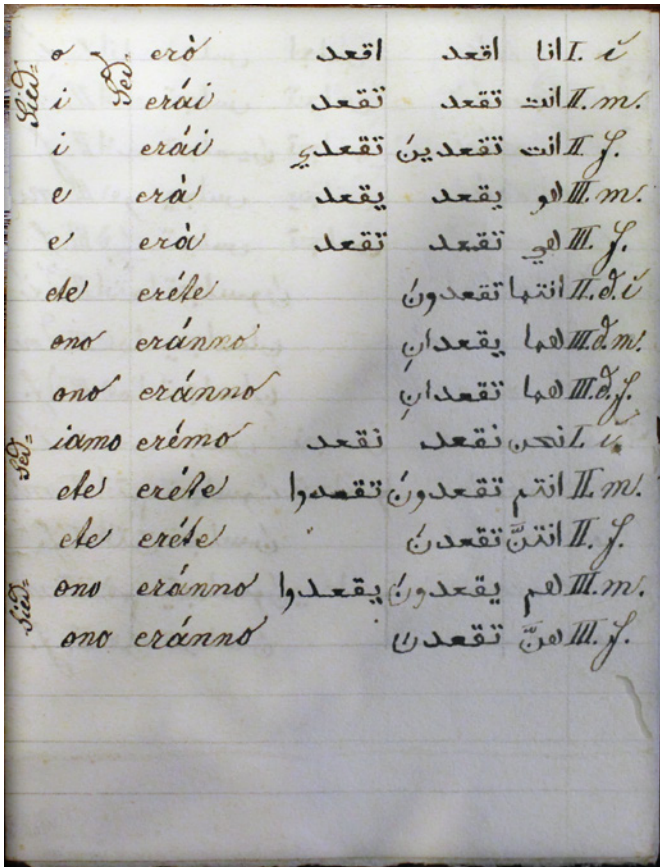 Sied= o - Sed erò اقعد اقعد انا I. i
i erái تقعد تقعد انت II. m.
i erái تقعدي تقعدين انت II f.
e erà يقعد يقعد هو III. m.
e erà تقعد تقعد هي III. f.
ete eréte تقعدون انتما II. d. i
ono eránno يقعدانِ هما III. d. m.
ono eránno تقعدانِ هما III. d. f.
Sed= iamo erémo نقعد نقعد نحن I. i.
ete eréte تقعدوا تقعدون انتم II. m.
ete eréte تقعدن انتنَّ II. f.
Sied= ono eránno يقعدوا يقعدون هم III. m.
ono eránno تقعدن هنَّ III. f.